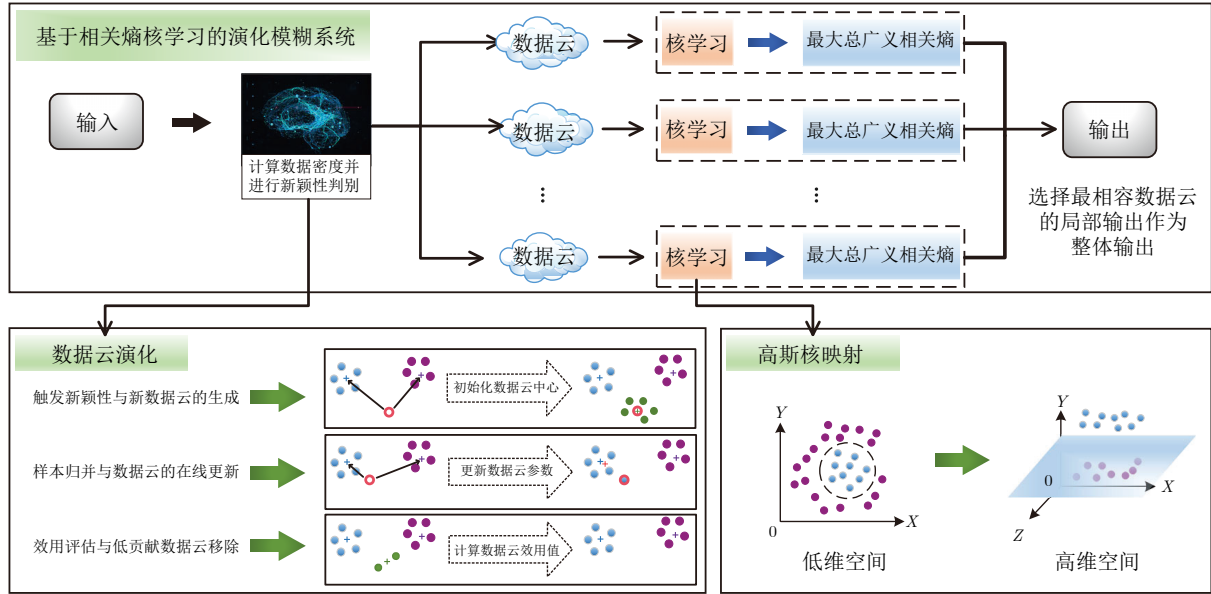 基于相关熵核学习的演化模糊系统
输入
计算数据密度并
进行新颖性判别
数据云
核学习
最大总广义相关熵
数据云
核学习
最大总广义相关熵
⋮
⋮
数据云
核学习
最大总广义相关熵
输出
选择最相容数据云
的局部输出作为
整体输出
数据云演化
触发新颖性与新数据云的生成
初始化数据云中心
样本归并与数据云的在线更新
更新数据云参数
效用评估与低贡献数据云移除
计算数据云效用值
高斯核映射
Y
X
0
低维空间
Y
0
X
Z
高维空间